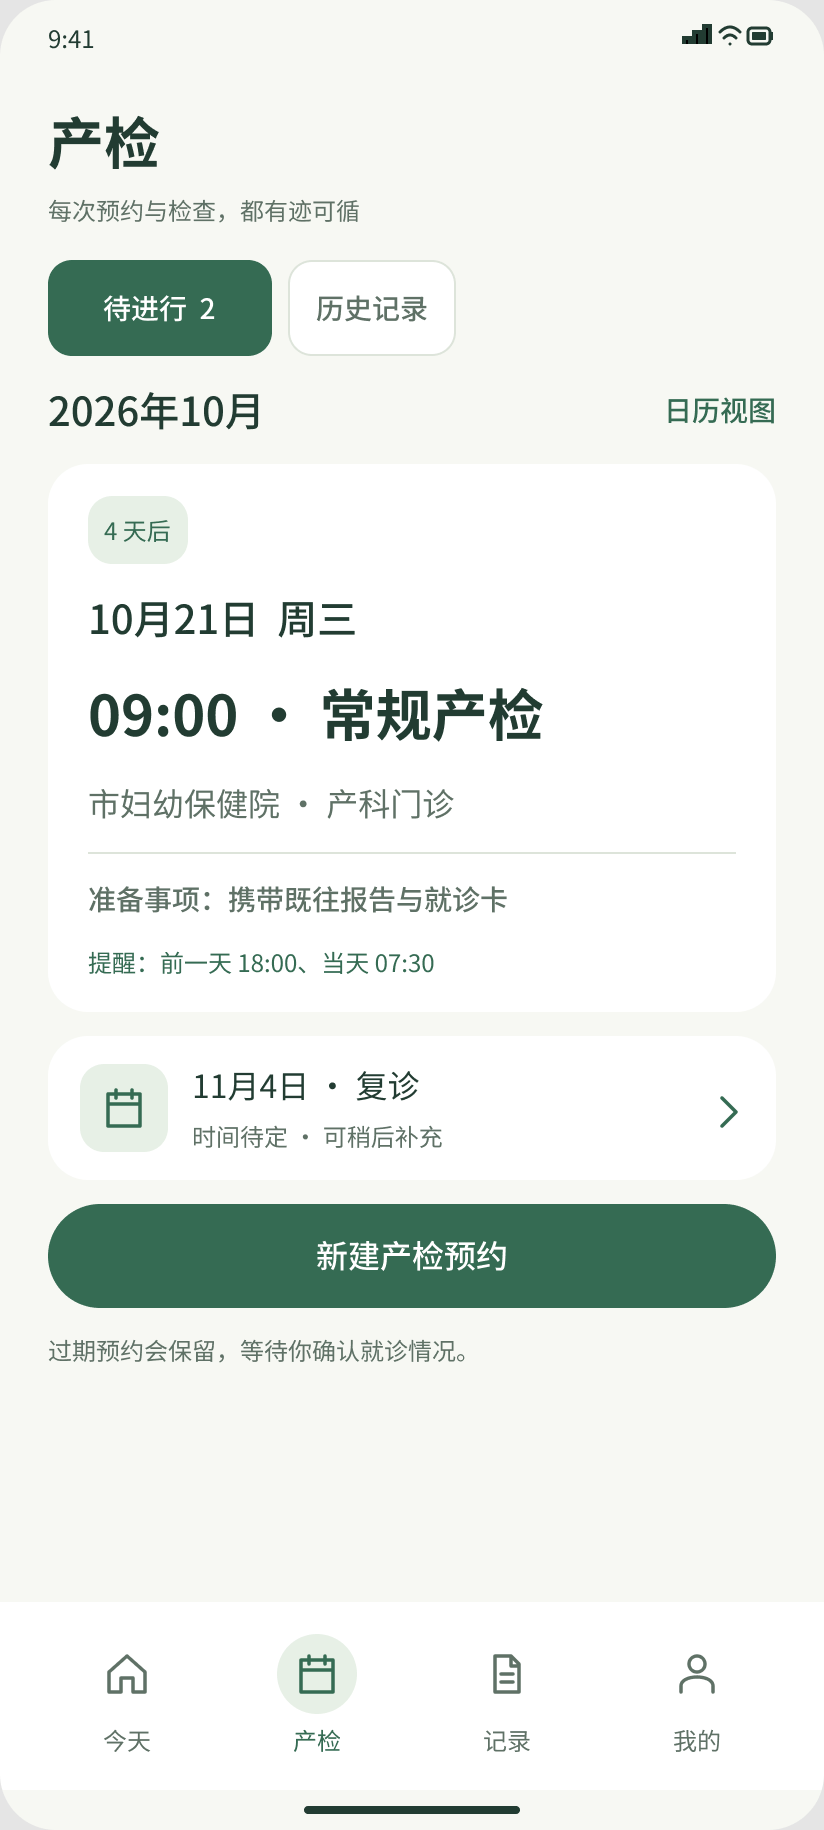 9:41
产检
每次预约与检查，都有迹可循
待进行 2
历史记录
2026年10月
日历视图
4 天后
10月21日 周三
09:00 · 常规产检
市妇幼保健院 · 产科门诊
准备事项：携带既往报告与就诊卡
提醒：前一天 18:00、当天 07:30
11月4日 · 复诊
时间待定 · 可稍后补充
新建产检预约
过期预约会保留，等待你确认就诊情况。
今天
产检
记录
我的